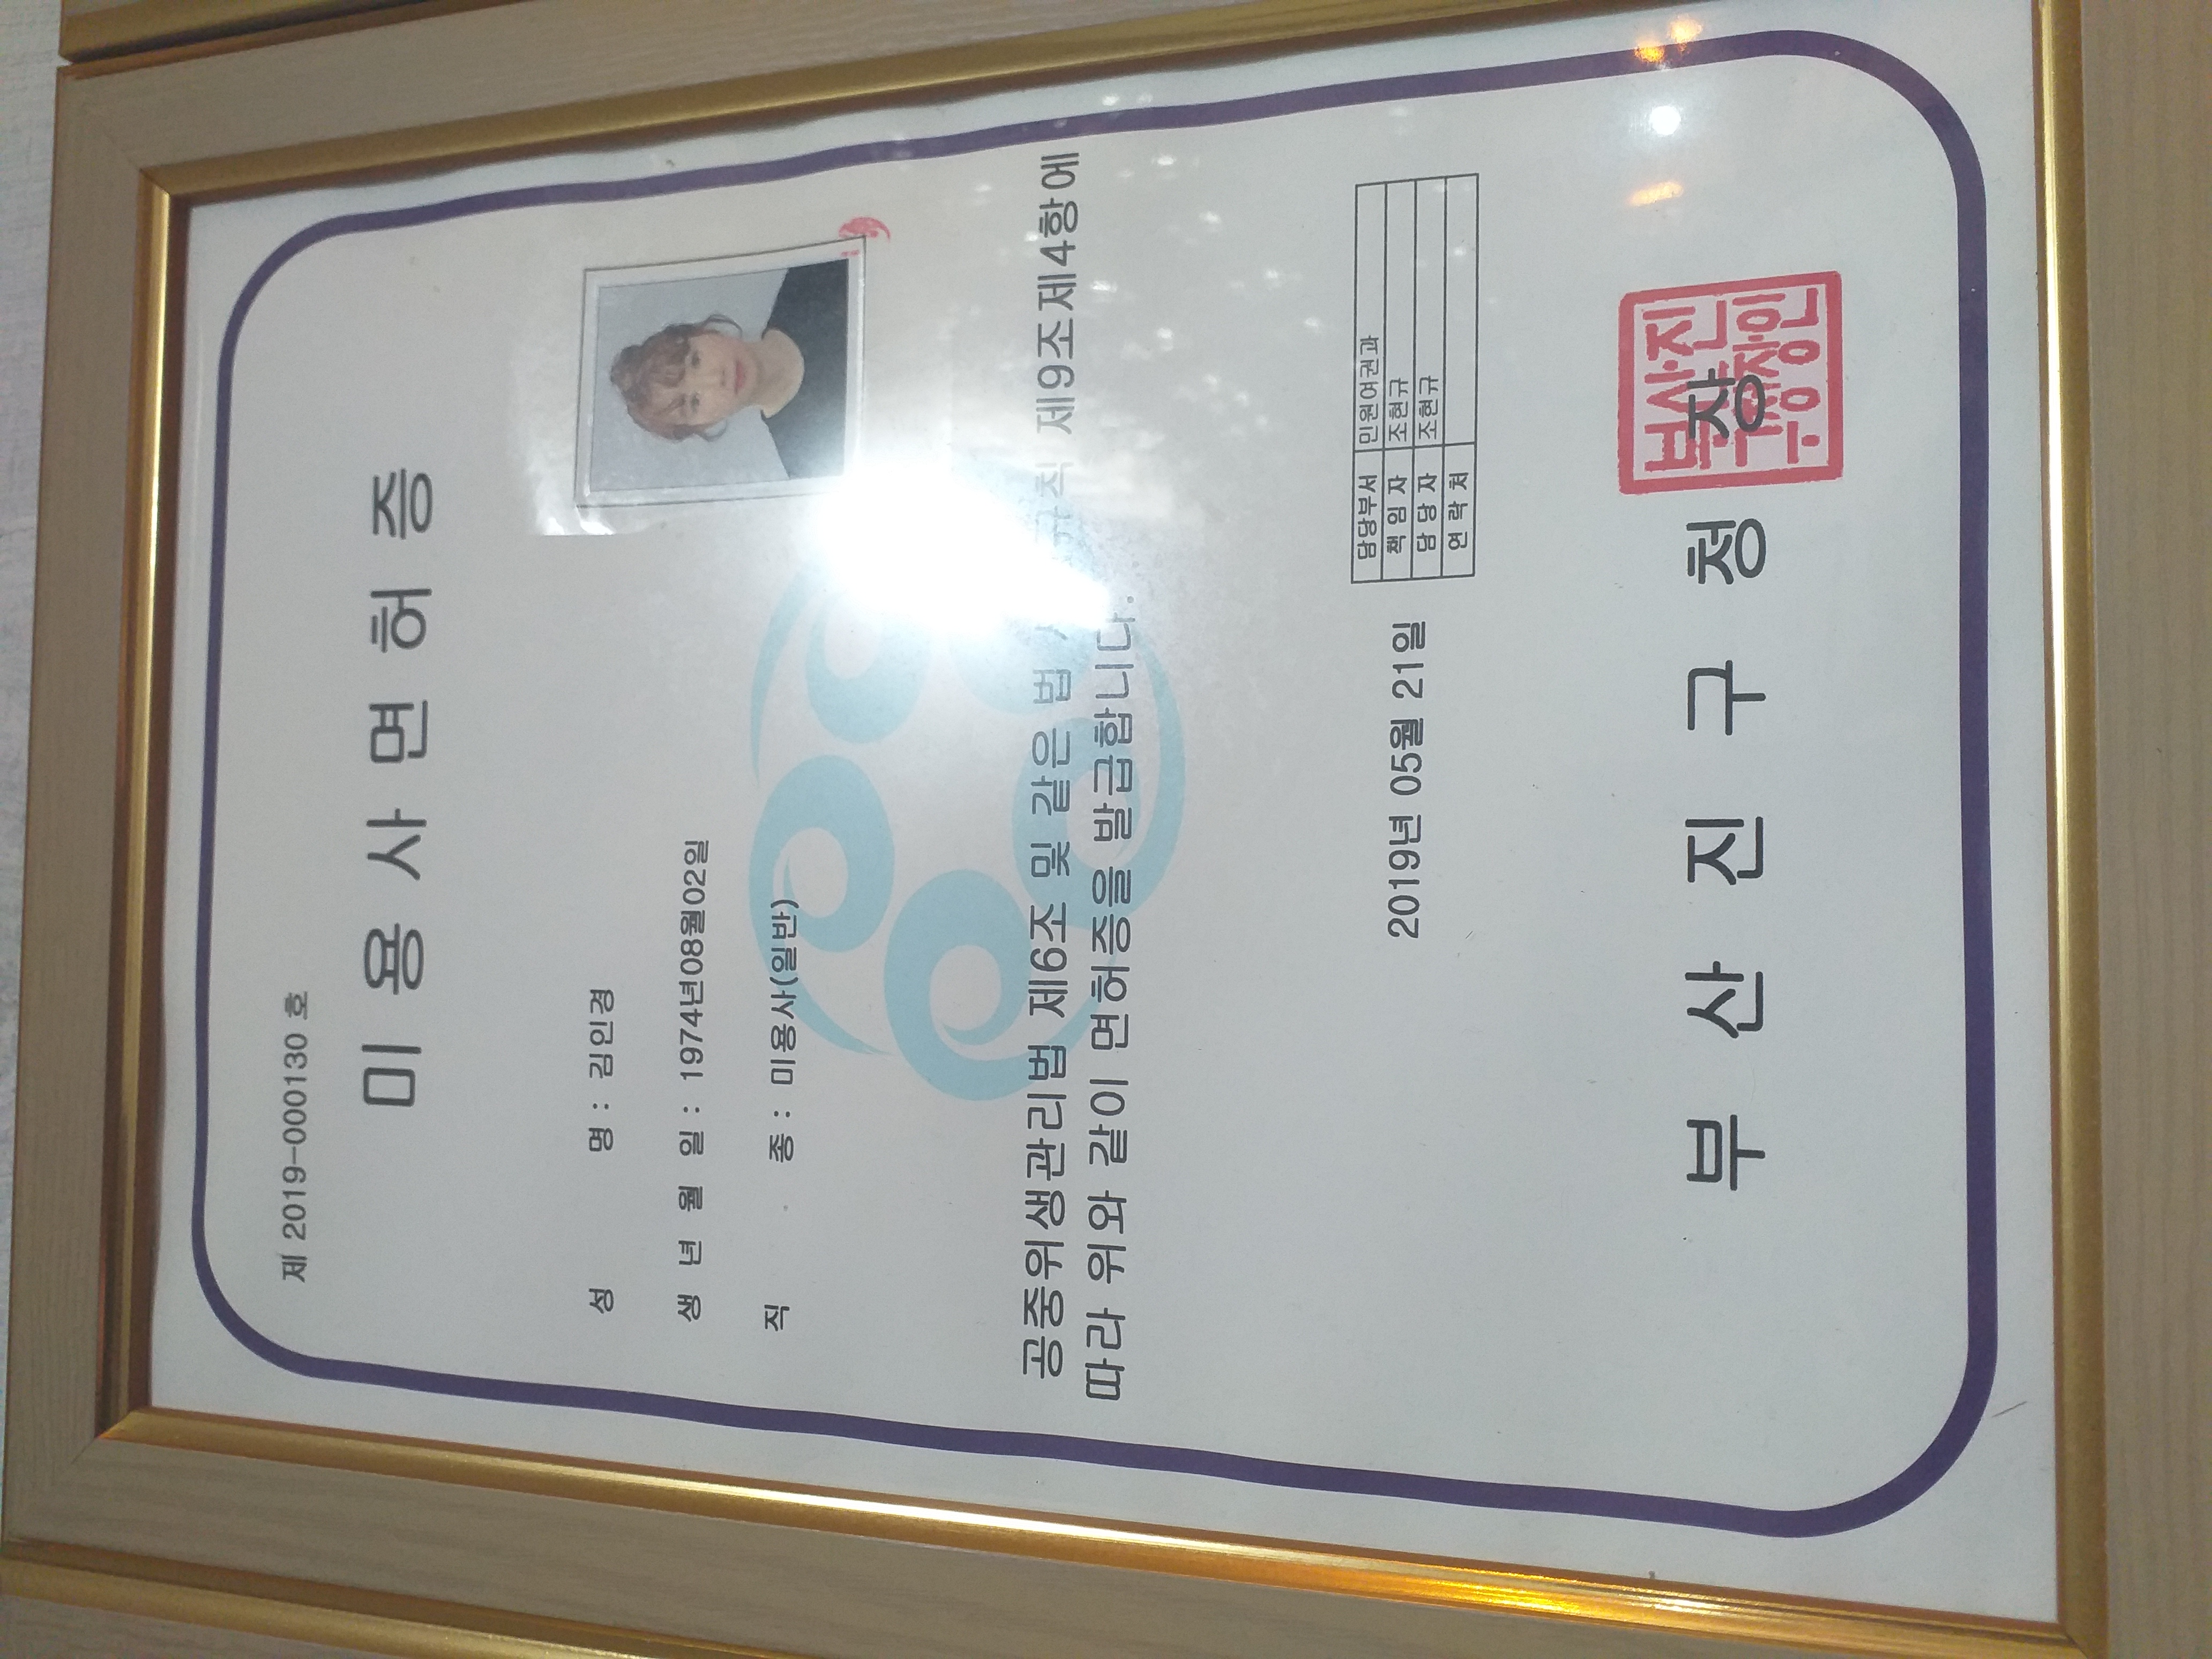 제 2019-000130 호
미 용 사 면 허 증
성 명 : 김인경
생 년 월 일 : 1974년08월02일
직 종 : 미용사(일반)
공중위생관리법 제6조 및 같은 법 제9조제4항에
따라 위와 같이 면허증을 발급합니다.
담당부서 민원여권과
책 임 자 조현규
담 당 자 조현규
연 락 처
2019년 05월 21일
부 산 진 구 청 장
부산진
구청장인